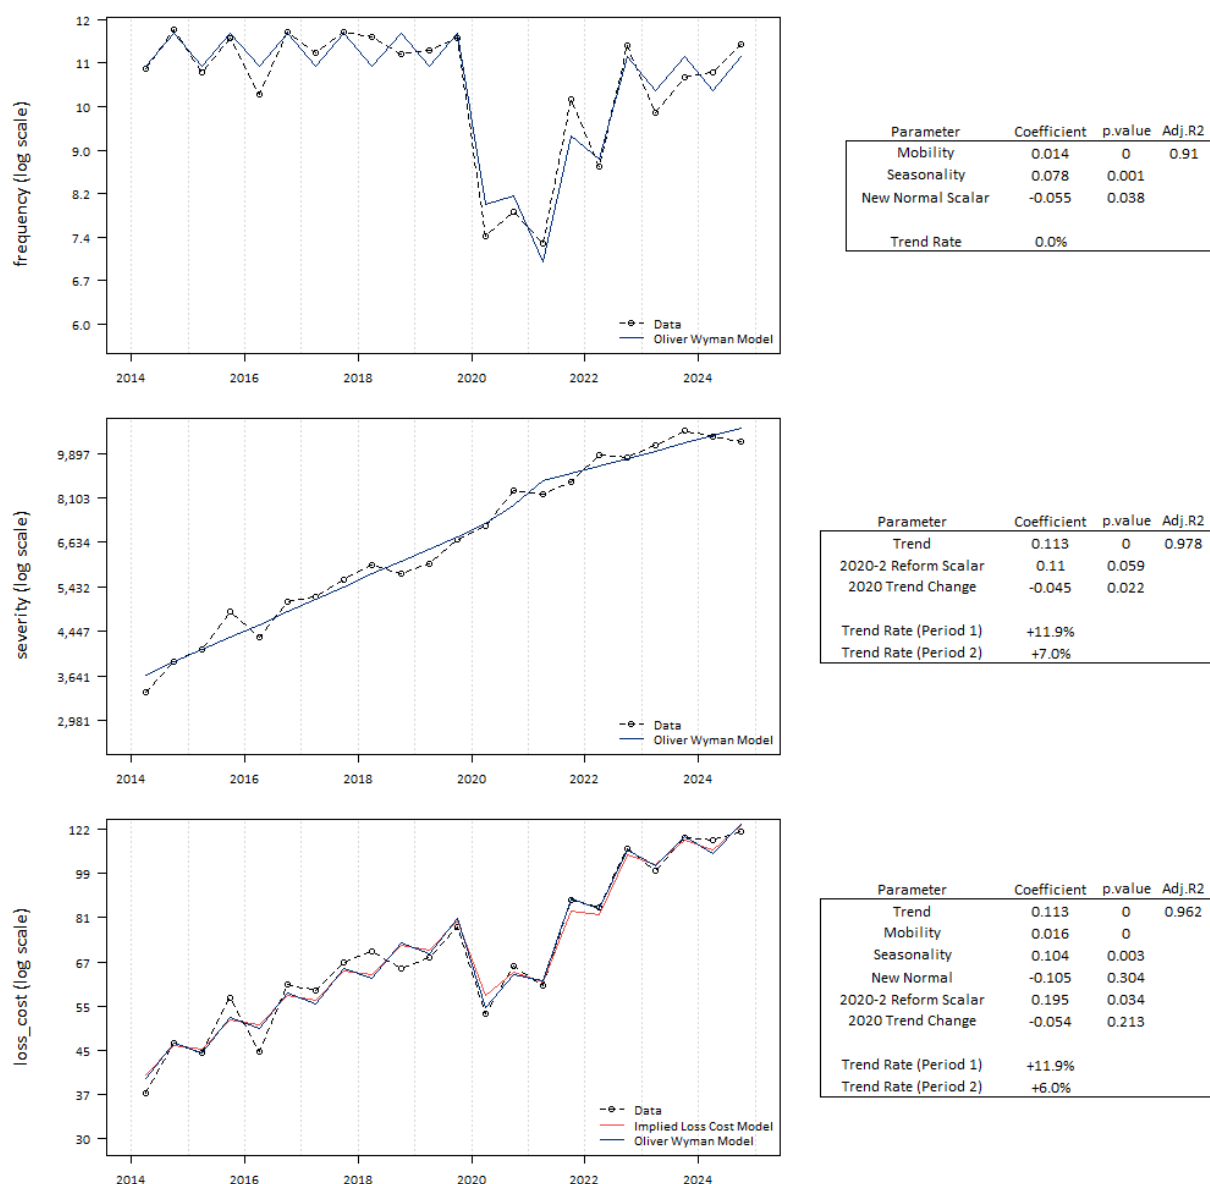 frequency (log scale)
12
11
10
9.0
8.2
7.4
6.7
6.0
Data
Oliver Wyman Model
2014 2016 2018 2020 2022 2024
Parameter Coefficient p.value Adj.R2
Mobility 0.014 0 0.91
Seasonality 0.078 0.001
New Normal Scalar -0.055 0.038
Trend Rate 0.0%
severity (log scale)
9,897
8,103
6,634
5,432
4,447
3,641
2,981
Data
Oliver Wyman Model
2014 2016 2018 2020 2022 2024
Parameter Coefficient p.value Adj.R2
Trend 0.113 0 0.978
2020-2 Reform Scalar 0.11 0.059
2020 Trend Change -0.045 0.022
Trend Rate (Period 1) +11.9%
Trend Rate (Period 2) +7.0%
loss_cost (log scale)
122
99
81
67
55
45
37
30
Data
Implied Loss Cost Model
Oliver Wyman Model
2014 2016 2018 2020 2022 2024
Parameter Coefficient p.value Adj.R2
Trend 0.113 0 0.962
Mobility 0.016 0
Seasonality 0.104 0.003
New Normal -0.105 0.304
2020-2 Reform Scalar 0.195 0.034
2020 Trend Change -0.054 0.213
Trend Rate (Period 1) +11.9%
Trend Rate (Period 2) +6.0%